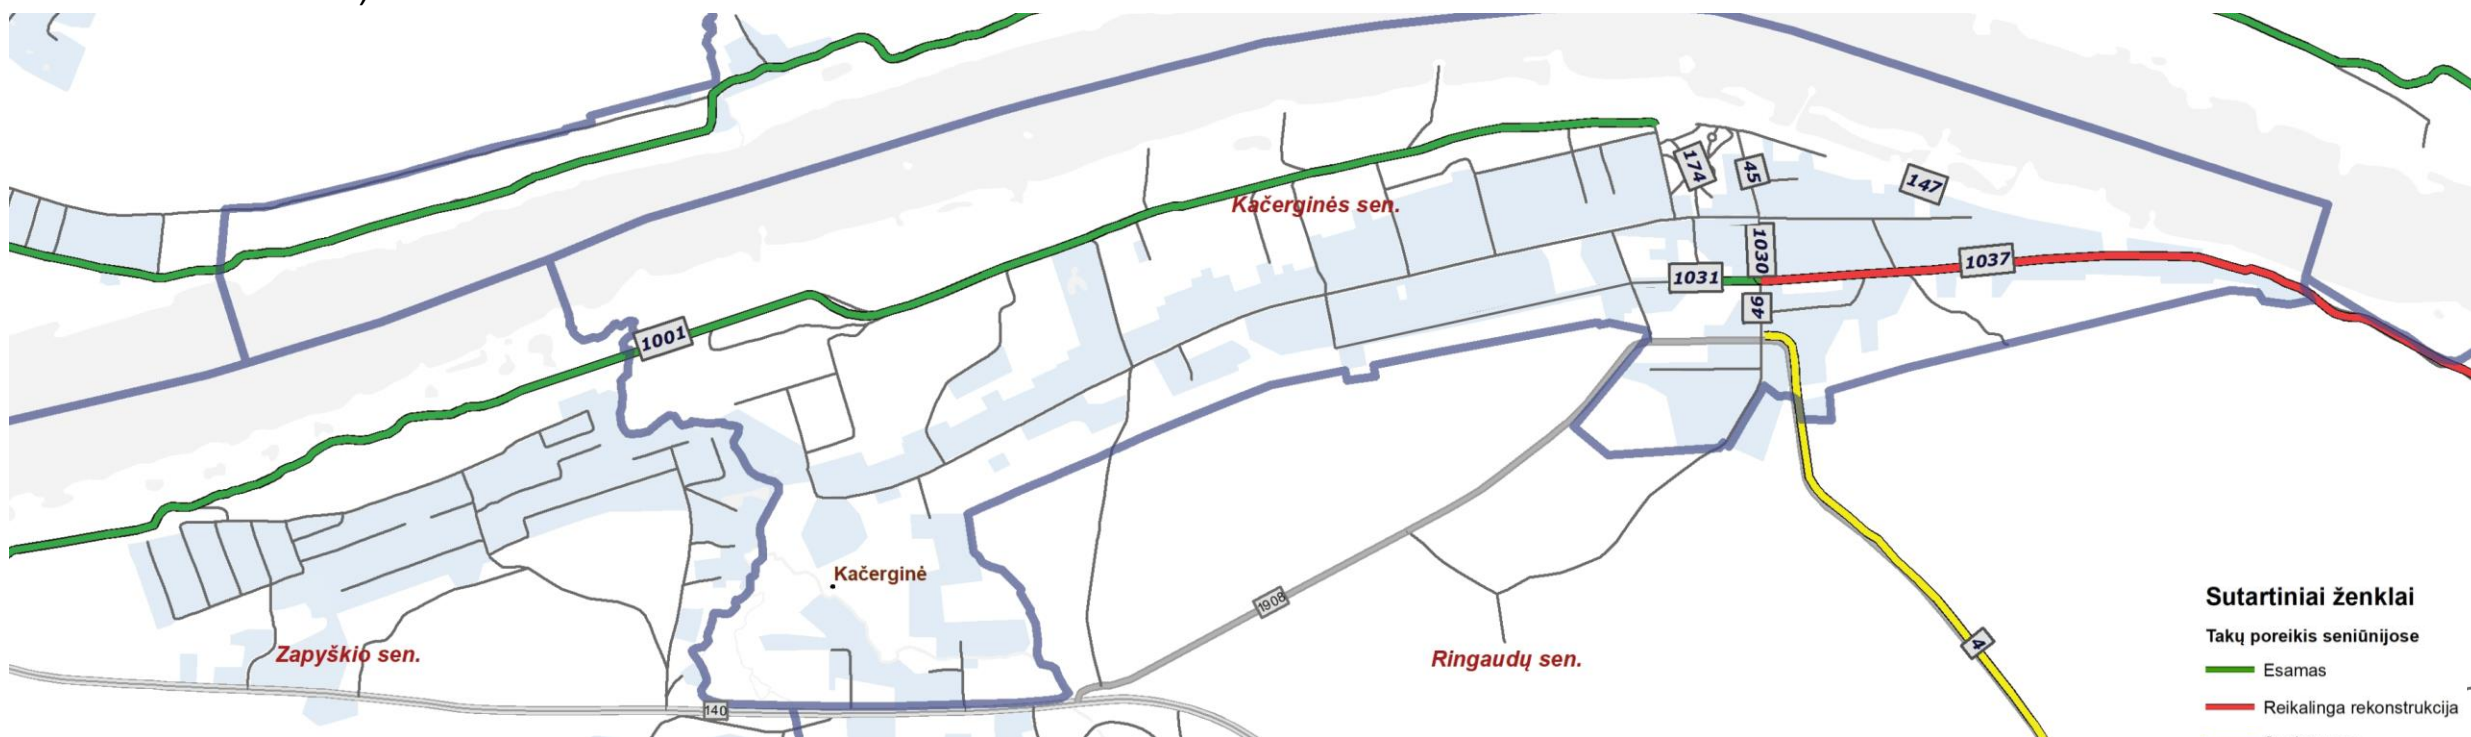 174
45
147
Kačerginės sen.
1030
1031
1037
46
1001
Kačerginė
1908
Zapyškio sen.
Ringaudų sen.
4
140
Sutartiniai ženklai
Takų poreikis seniūnijose
Esamas
Reikalinga rekonstrukcija